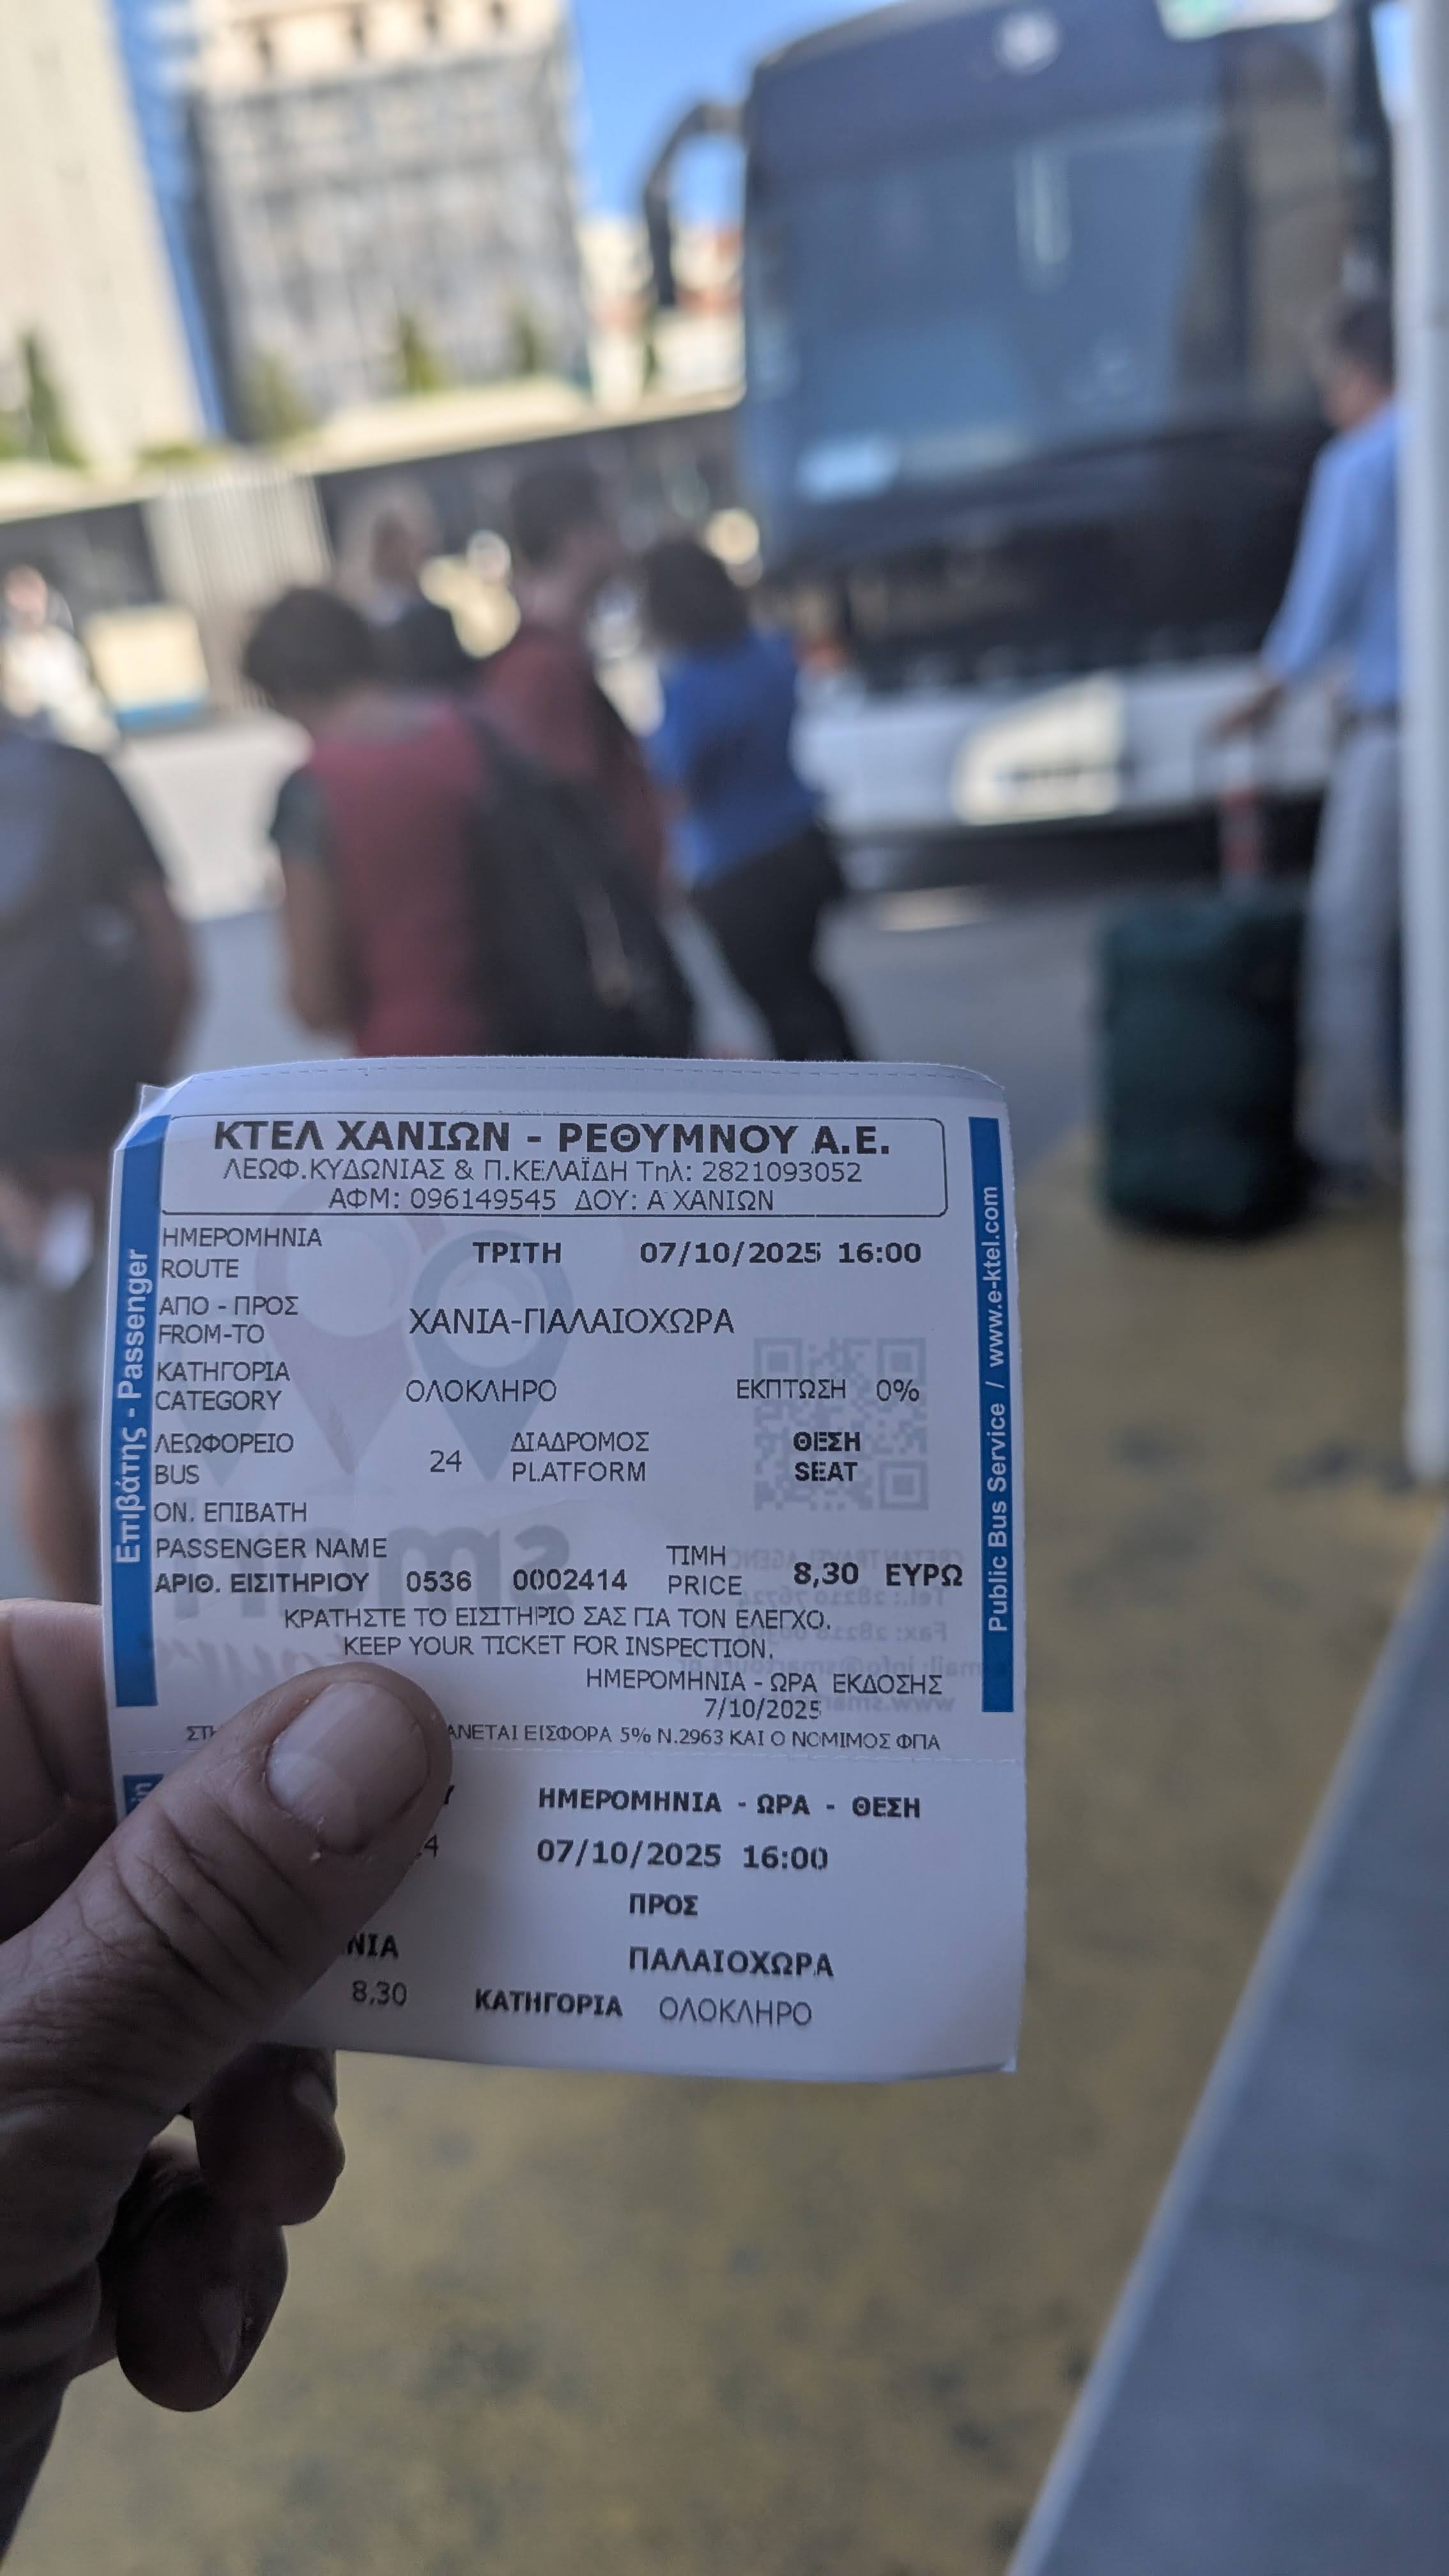 ΚΤΕΛ ΧΑΝΙΩΝ - ΡΕΘΥΜΝΟΥ Α.Ε.
ΛΕΩΦ.ΚΥΔΩΝΙΑΣ & Π.ΚΕΛΑΪΔΗ Τηλ: 2821093052
ΑΦΜ: 096149545 ΔΟΥ: Α ΧΑΝΙΩΝ
ΗΜΕΡΟΜΗΝΙΑ
ROUTE
ΤΡΙΤΗ 07/10/2025 16:00
ΑΠΟ - ΠΡΟΣ
FROM-TO
ΧΑΝΙΑ-ΠΑΛΑΙΟΧΩΡΑ
ΚΑΤΗΓΟΡΙΑ
CATEGORY
ΟΛΟΚΛΗΡΟ ΕΚΠΤΩΣΗ 0%
ΛΕΩΦΟΡΕΙΟ
BUS
24
ΔΙΑΔΡΟΜΟΣ
PLATFORM
ΘΕΣΗ
SEAT
ΟΝ. ΕΠΙΒΑΤΗ
PASSENGER NAME
ΑΡΙΘ. ΕΙΣΙΤΗΡΙΟΥ 0536 0002414
ΤΙΜΗ
PRICE
8,30 ΕΥΡΩ
ΚΡΑΤΗΣΤΕ ΤΟ ΕΙΣΙΤΗΡΙΟ ΣΑΣ ΓΙΑ ΤΟΝ ΕΛΕΓΧΟ.
KEEP YOUR TICKET FOR INSPECTION.
ΗΜΕΡΟΜΗΝΙΑ - ΩΡΑ ΕΚΔΟΣΗΣ
7/10/2025
ΕΙΣΦΟΡΑ 5% Ν.2963 ΚΑΙ Ο ΝΟΜΙΜΟΣ ΦΠΑ
Επιβάτης - Passenger
Public Bus Service / www.e-ktel.com
ΗΜΕΡΟΜΗΝΙΑ - ΩΡΑ - ΘΕΣΗ
07/10/2025 16:00
ΠΡΟΣ
ΠΑΛΑΙΟΧΩΡΑ
8,30 ΚΑΤΗΓΟΡΙΑ ΟΛΟΚΛΗΡΟ